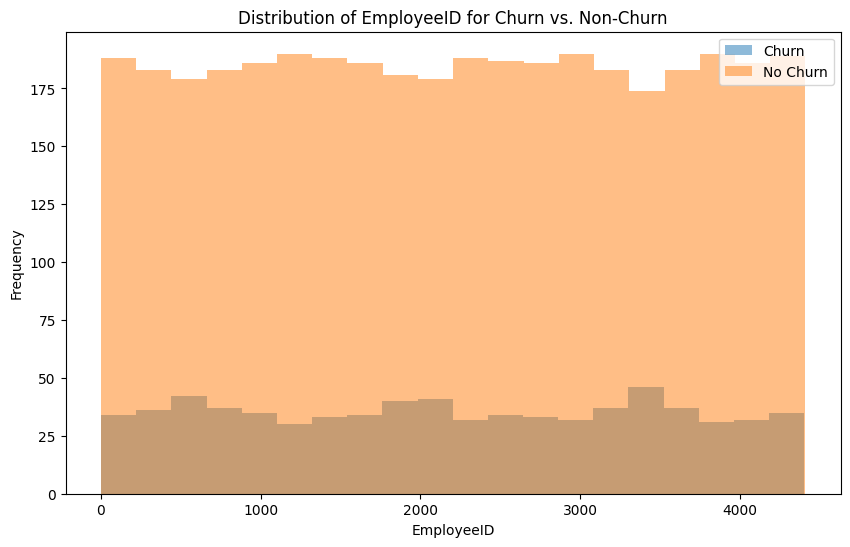 Distribution of EmployeeID for Churn vs. Non-Churn
Churn
No Churn
Frequency
175
150
125
100
75
50
25
0
0 1000 2000 3000 4000
EmployeeID